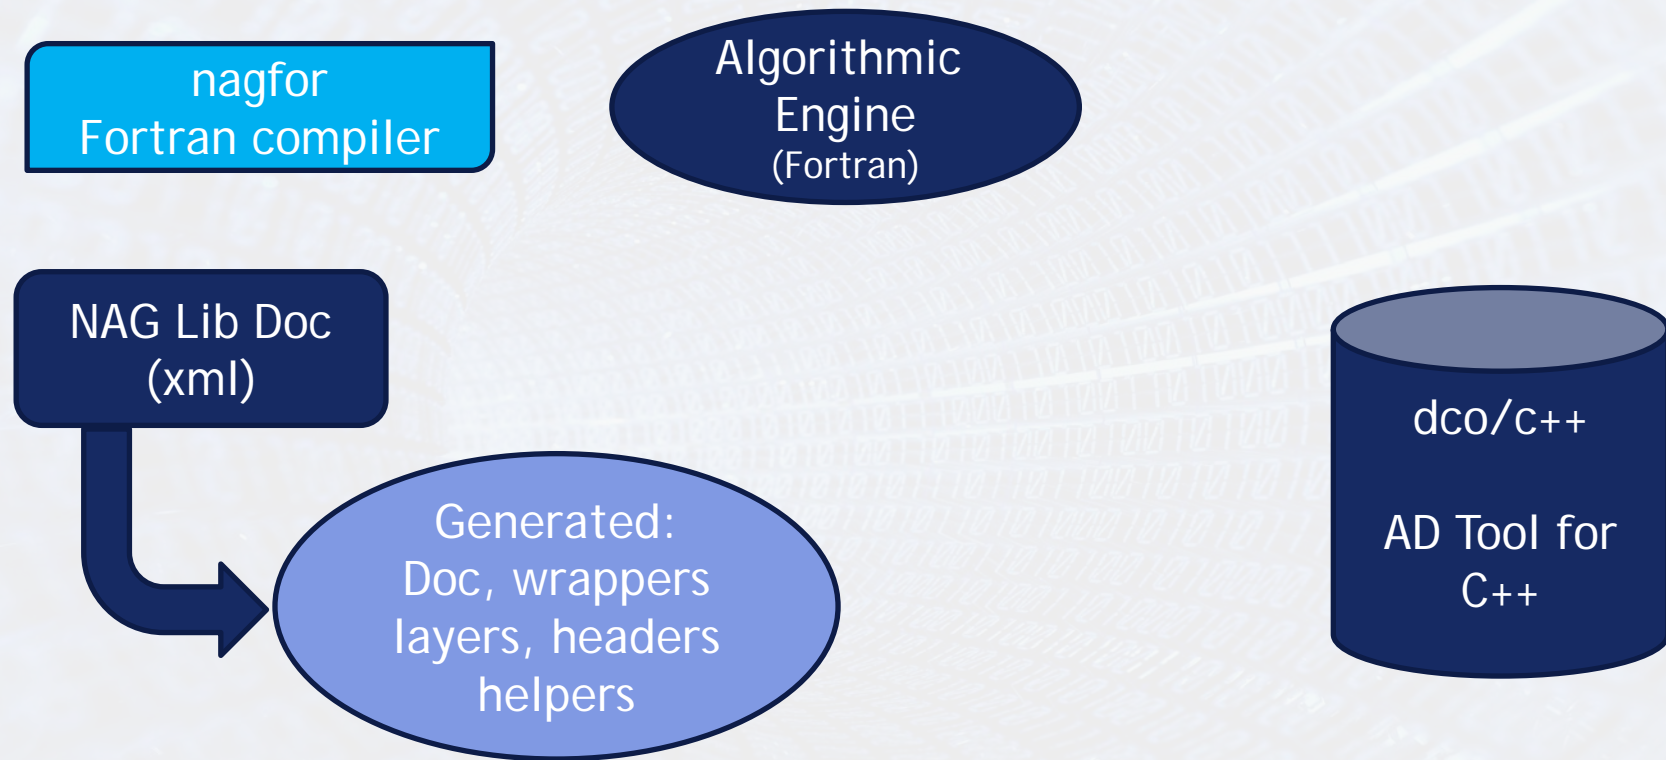 nagfor
Fortran compiler
Algorithmic
Engine
(Fortran)
NAG Lib Doc
(xml)
Generated:
Doc, wrappers
layers, headers
helpers
dco/c++
AD Tool for
C++